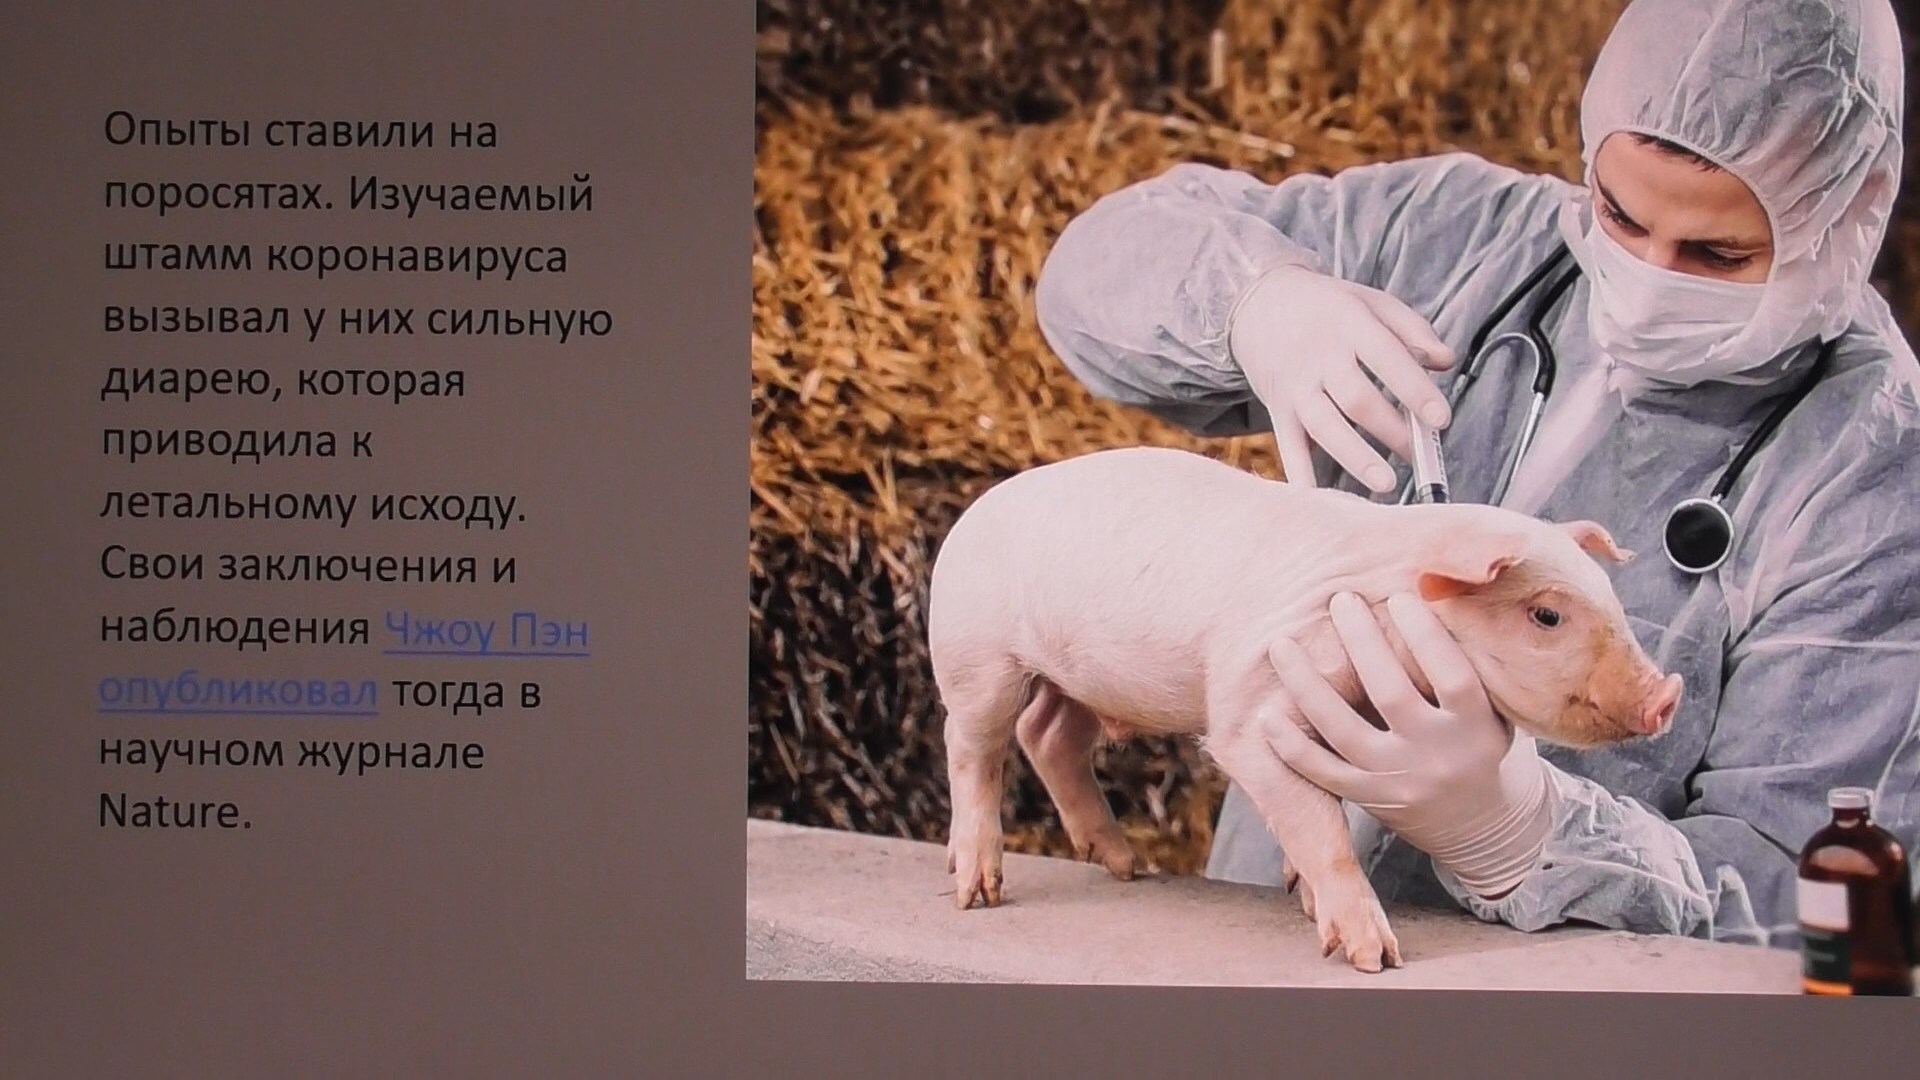 Опыты ставили на
поросятах. Изучаемый
штамм коронавируса
вызывал у них сильную
диарею, которая
приводила к
летальному исходу.
Свои заключения и
наблюдения Чжоу Пэн
опубликовал тогда в
научном журнале
Nature.